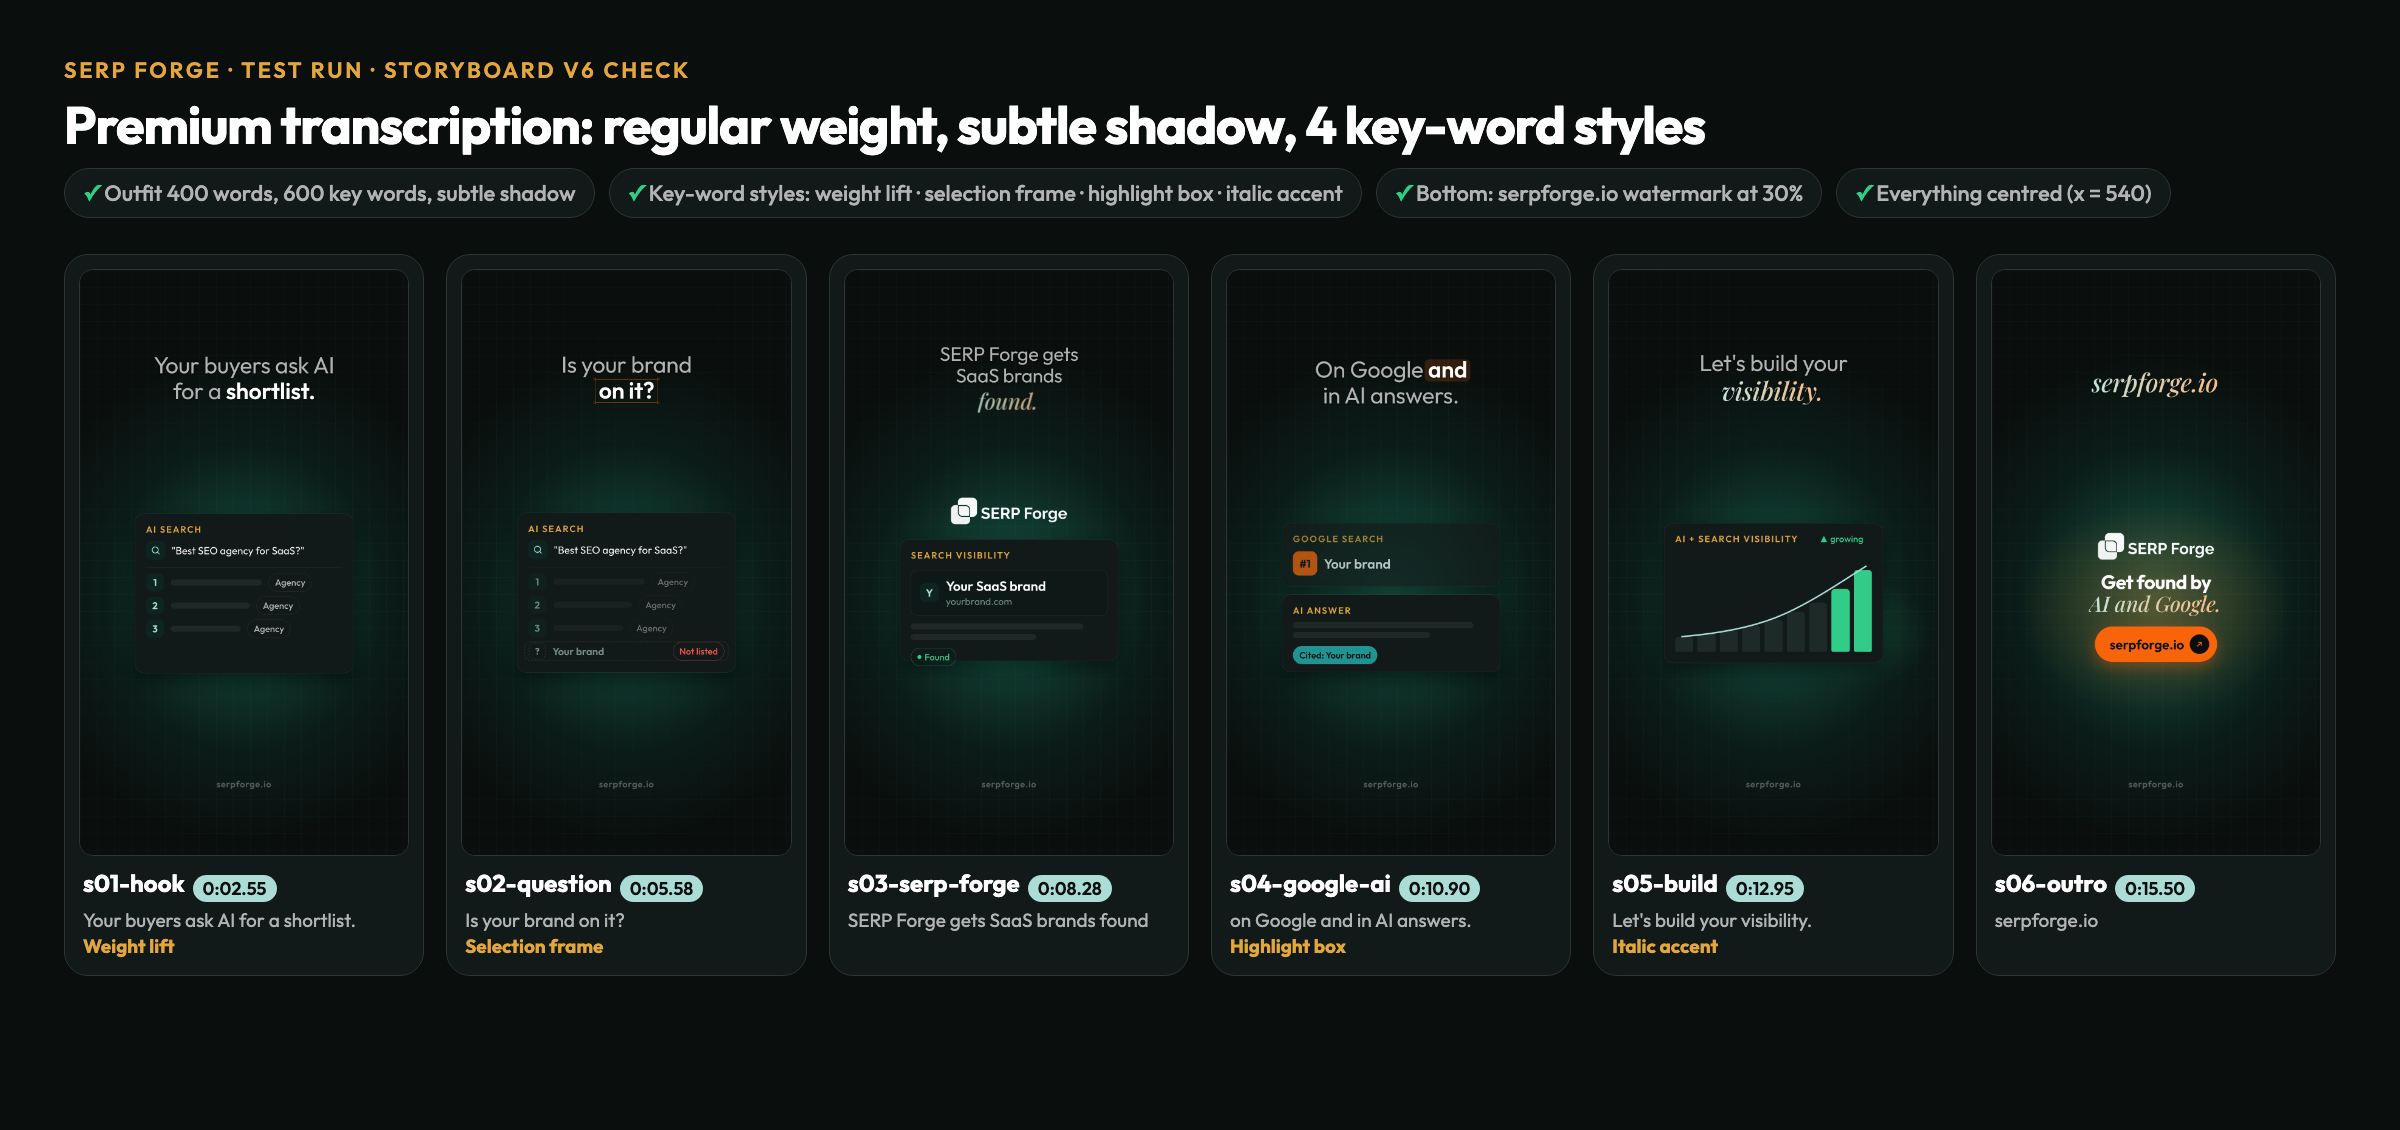 SERP FORGE · TEST RUN · STORYBOARD V6 CHECK
Premium transcription: regular weight, subtle shadow, 4 key-word styles
✓Outfit 400 words, 600 key words, subtle shadow
✓Key-word styles: weight lift · selection frame · highlight box · italic accent
✓Bottom: serpforge.io watermark at 30%
✓Everything centred (x = 540)
Your buyers ask AI
for a shortlist.
AI SEARCH
"Best SEO agency for SaaS?"
1 Agency
2 Agency
3 Agency
serpforge.io
s01-hook 0:02.55
Your buyers ask AI for a shortlist.
Weight lift
Is your brand
on it?
AI SEARCH
"Best SEO agency for SaaS?"
1 Agency
2 Agency
3 Agency
? Your brand Not listed
serpforge.io
s02-question 0:05.58
Is your brand on it?
Selection frame
SERP Forge gets
SaaS brands
found.
SERP Forge
SEARCH VISIBILITY
Y Your SaaS brand
yourbrand.com
• Found
serpforge.io
s03-serp-forge 0:08.28
SERP Forge gets SaaS brands found
On Google and
in AI answers.
GOOGLE SEARCH
#1 Your brand
AI ANSWER
Cited: Your brand
serpforge.io
s04-google-ai 0:10.90
on Google and in AI answers.
Highlight box
Let's build your
visibility.
AI + SEARCH VISIBILITY ▲ growing
serpforge.io
s05-build 0:12.95
Let's build your visibility.
Italic accent
serpforge.io
SERP Forge
Get found by
AI and Google.
serpforge.io
serpforge.io
s06-outro 0:15.50
serpforge.io